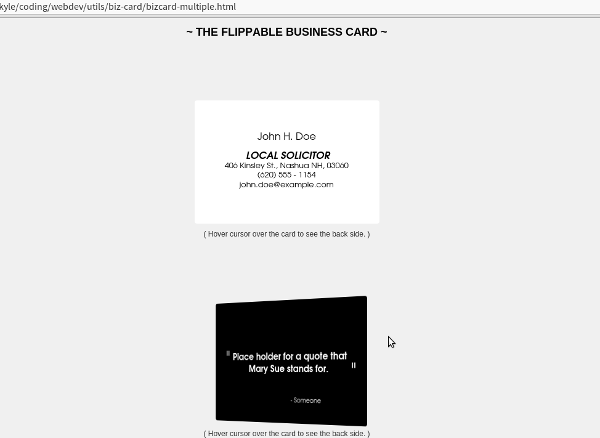 kyle/coding/webdev/utils/biz-card/bizcard-multiple.html
~ THE FLIPPABLE BUSINESS CARD ~
John H. Doe
LOCAL SOLICITOR
406 Kinsley St., Nashua NH, 03060
(620) 555 - 1154
john.doe@example.com
( Hover cursor over the card to see the back side. )
" Place holder for a quote that
Mary Sue stands for. "
- Someone
( Hover cursor over the card to see the back side. )